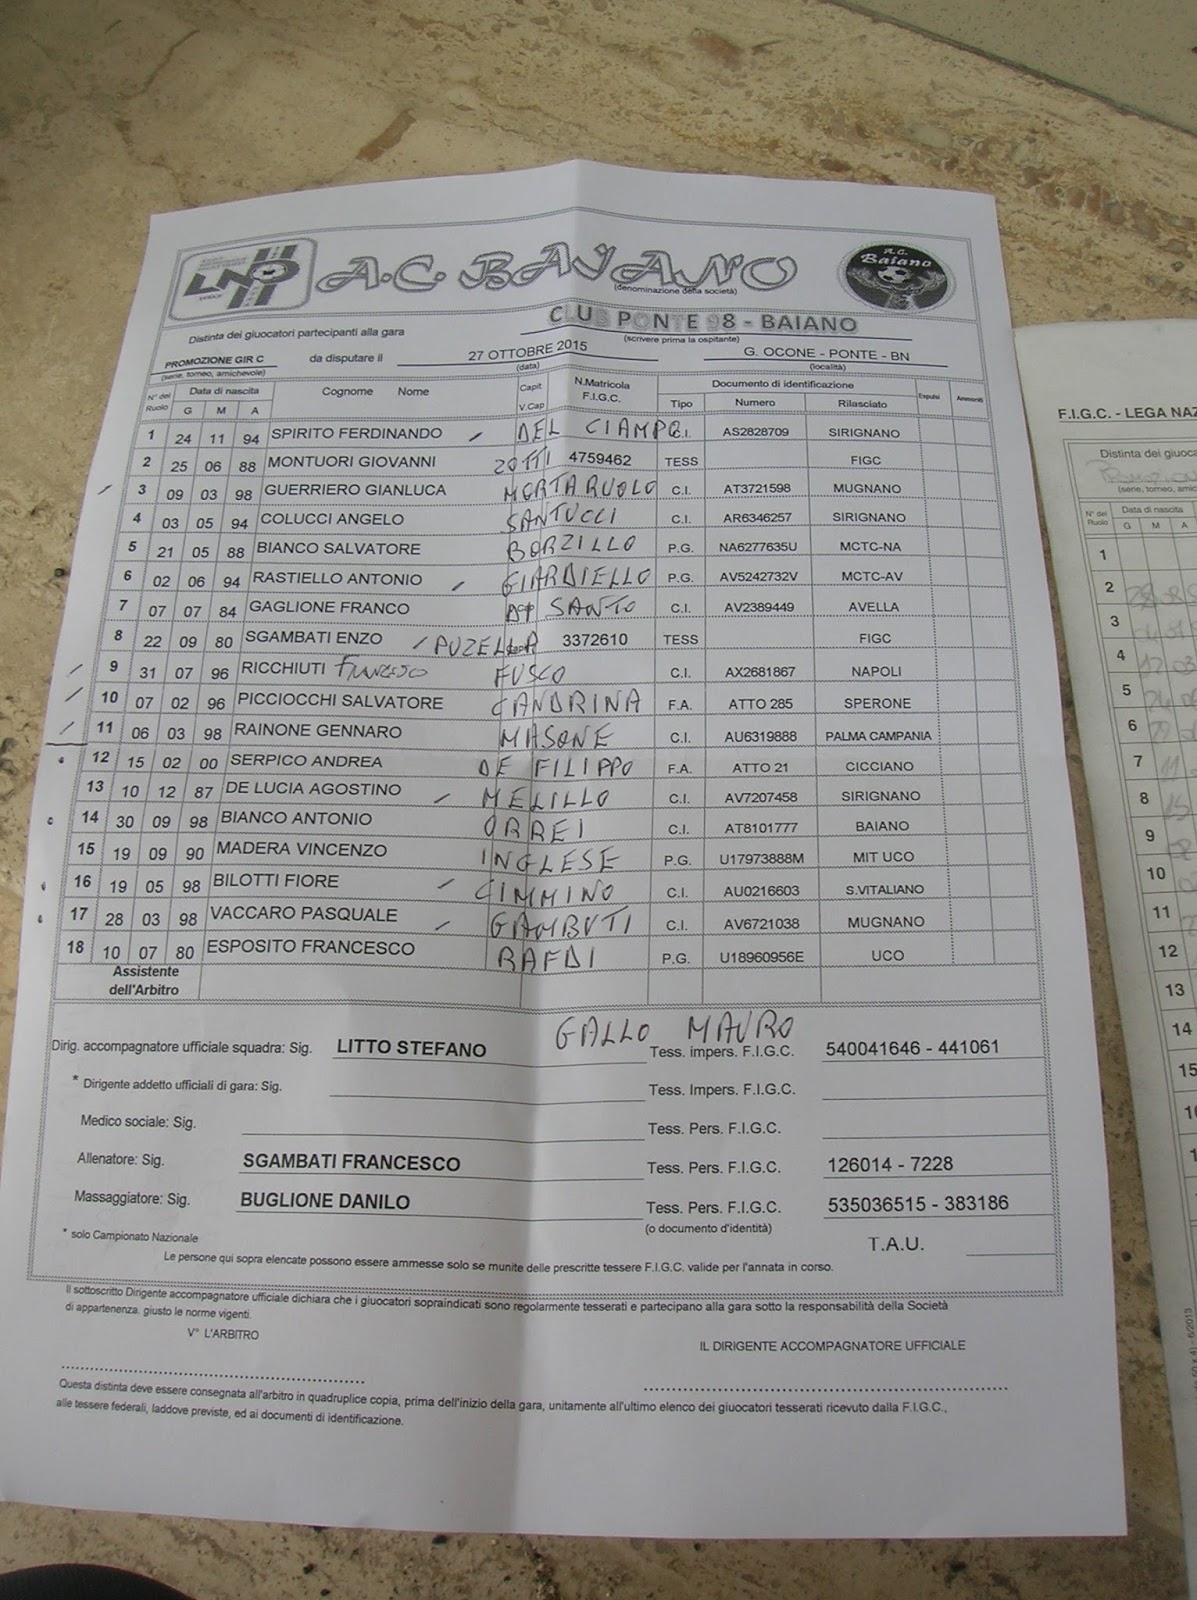 LND
A.C. BAIANO
(denominazione della società)
A.C. Baiano
Distinta dei giuocatori partecipanti alla gara CLUB PONTE 98 - BAIANO
(scrivere prima la ospitante)
PROMOZIONE GIR C da disputare il 27 OTTOBRE 2015 G. OCONE - PONTE - BN
(serie, torneo, amichevole) (data) (località)
N° del Ruolo Data di nascita Cognome Nome Capit V.Cap N.Matricola F.I.G.C. Documento di identificazione Espulsi Ammoniti
G M A Tipo Numero Rilasciato
1 24 11 94 SPIRITO FERDINANDO DEL CIAMPO C.I. AS2828709 SIRIGNANO
2 25 06 88 MONTUORI GIOVANNI ZOTTI 4759462 TESS FIGC
3 09 03 98 GUERRIERO GIANLUCA MORTARUOLO C.I. AT3721598 MUGNANO
4 03 05 94 COLUCCI ANGELO SANTUCCI C.I. AR6346257 SIRIGNANO
5 21 05 88 BIANCO SALVATORE BORZILLO P.G. NA6277635U MCTC-NA
6 02 06 94 RASTIELLO ANTONIO GIARDIELLO P.G. AV5242732V MCTC-AV
7 07 07 84 GAGLIONE FRANCO SANTO C.I. AV2389449 AVELLA
8 22 09 80 SGAMBATI ENZO PUZELLA 3372610 TESS FIGC
9 31 07 96 RICCHIUTI FRANCESCO FUSCO C.I. AX2681867 NAPOLI
10 07 02 96 PICCIOCCHI SALVATORE CANDRINA F.A. ATTO 285 SPERONE
11 06 03 98 RAINONE GENNARO MASONE C.I. AU6319888 PALMA CAMPANIA
12 15 02 00 SERPICO ANDREA DE FILIPPO F.A. ATTO 21 CICCIANO
13 10 12 87 DE LUCIA AGOSTINO MELILLO C.I. AV7207458 SIRIGNANO
14 30 09 98 BIANCO ANTONIO ORREI C.I. AT8101777 BAIANO
15 19 09 90 MADERA VINCENZO INGLESE P.G. U17973888M MIT UCO
16 19 05 98 BILOTTI FIORE CIMMINO C.I. AU0216603 S.VITALIANO
17 28 03 98 VACCARO PASQUALE GAMBUTI C.I. AV6721038 MUGNANO
18 10 07 80 ESPOSITO FRANCESCO RAFDI P.G. U18960956E UCO
Assistente dell'Arbitro
GALLO MAURO
Dirig. accompagnatore ufficiale squadra: Sig. LITTO STEFANO Tess. impers. F.I.G.C. 540041646 - 441061
* Dirigente addetto ufficiali di gara: Sig. Tess. Impers. F.I.G.C.
Medico sociale: Sig. Tess. Pers. F.I.G.C.
Allenatore: Sig. SGAMBATI FRANCESCO Tess. Pers. F.I.G.C. 126014 - 7228
Massaggiatore: Sig. BUGLIONE DANILO Tess. Pers. F.I.G.C. 535036515 - 383186
(o documento d'identità)
* solo Campionato Nazionale T.A.U.
Le persone qui sopra elencate possono essere ammesse solo se munite delle prescritte tessere F.I.G.C. valide per l'annata in corso.
Il sottoscritto Dirigente accompagnatore ufficiale dichiara che i giuocatori sopraindicati sono regolarmente tesserati e partecipano alla gara sotto la responsabilità della Società
di appartenenza. giusto le norme vigenti.
V° L'ARBITRO IL DIRIGENTE ACCOMPAGNATORE UFFICIALE
Questa distinta deve essere consegnata all'arbitro in quadruplice copia, prima dell'inizio della gara, unitamente all'ultimo elenco dei giuocatori tesserati ricevuto dalla F.I.G.C.,
alle tessere federali, laddove previste, ed ai documenti di identificazione.
F.I.G.C. - LEGA NAZ
Distinta dei giuoca
(serie, torneo, amic
N° del Ruolo Data di nascita
G M A
1
2
3
4
5
6
7
8
9
10
11
12
13
14
15